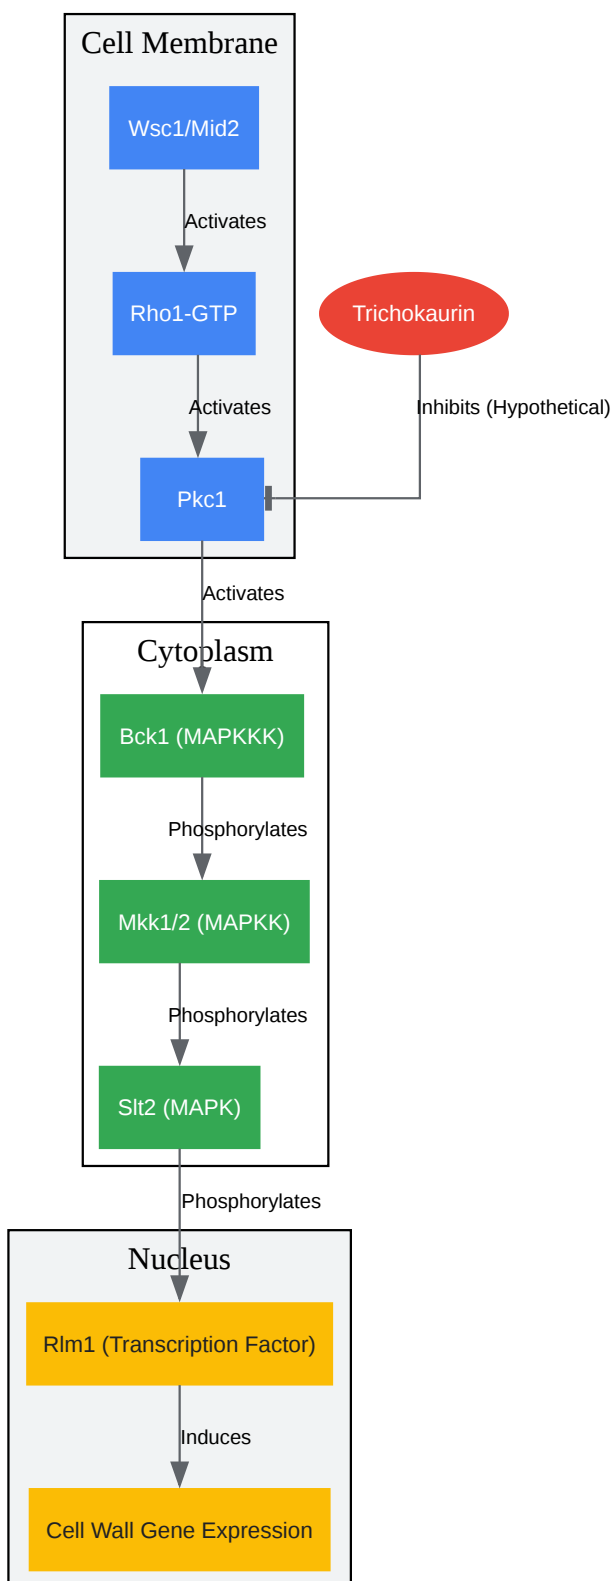 Cell Membrane
Wsc1/Mid2
Activates
Rho1-GTP
Trichokaurin
Activates
Inhibits (Hypothetical)
Pkc1
Activates
Cytoplasm
Bck1 (MAPKKK)
Phosphorylates
Mkk1/2 (MAPKK)
Phosphorylates
Slt2 (MAPK)
Phosphorylates
Nucleus
Rlm1 (Transcription Factor)
Induces
Cell Wall Gene Expression